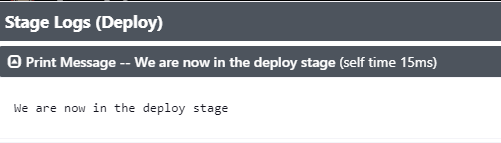 Stage Logs (Deploy)
Print Message -- We are now in the deploy stage (self time 15ms)
We are now in the deploy stage